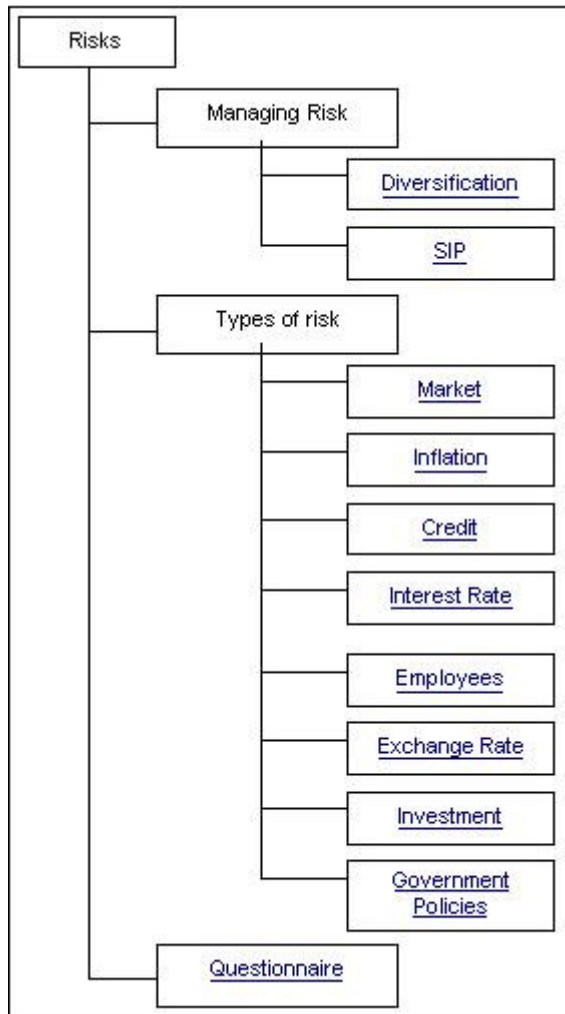 Risks
Managing Risk
Diversification
SIP
Types of risk
Market
Inflation
Credit
Interest Rate
Employees
Exchange Rate
Investment
Government
Policies
Questionnaire